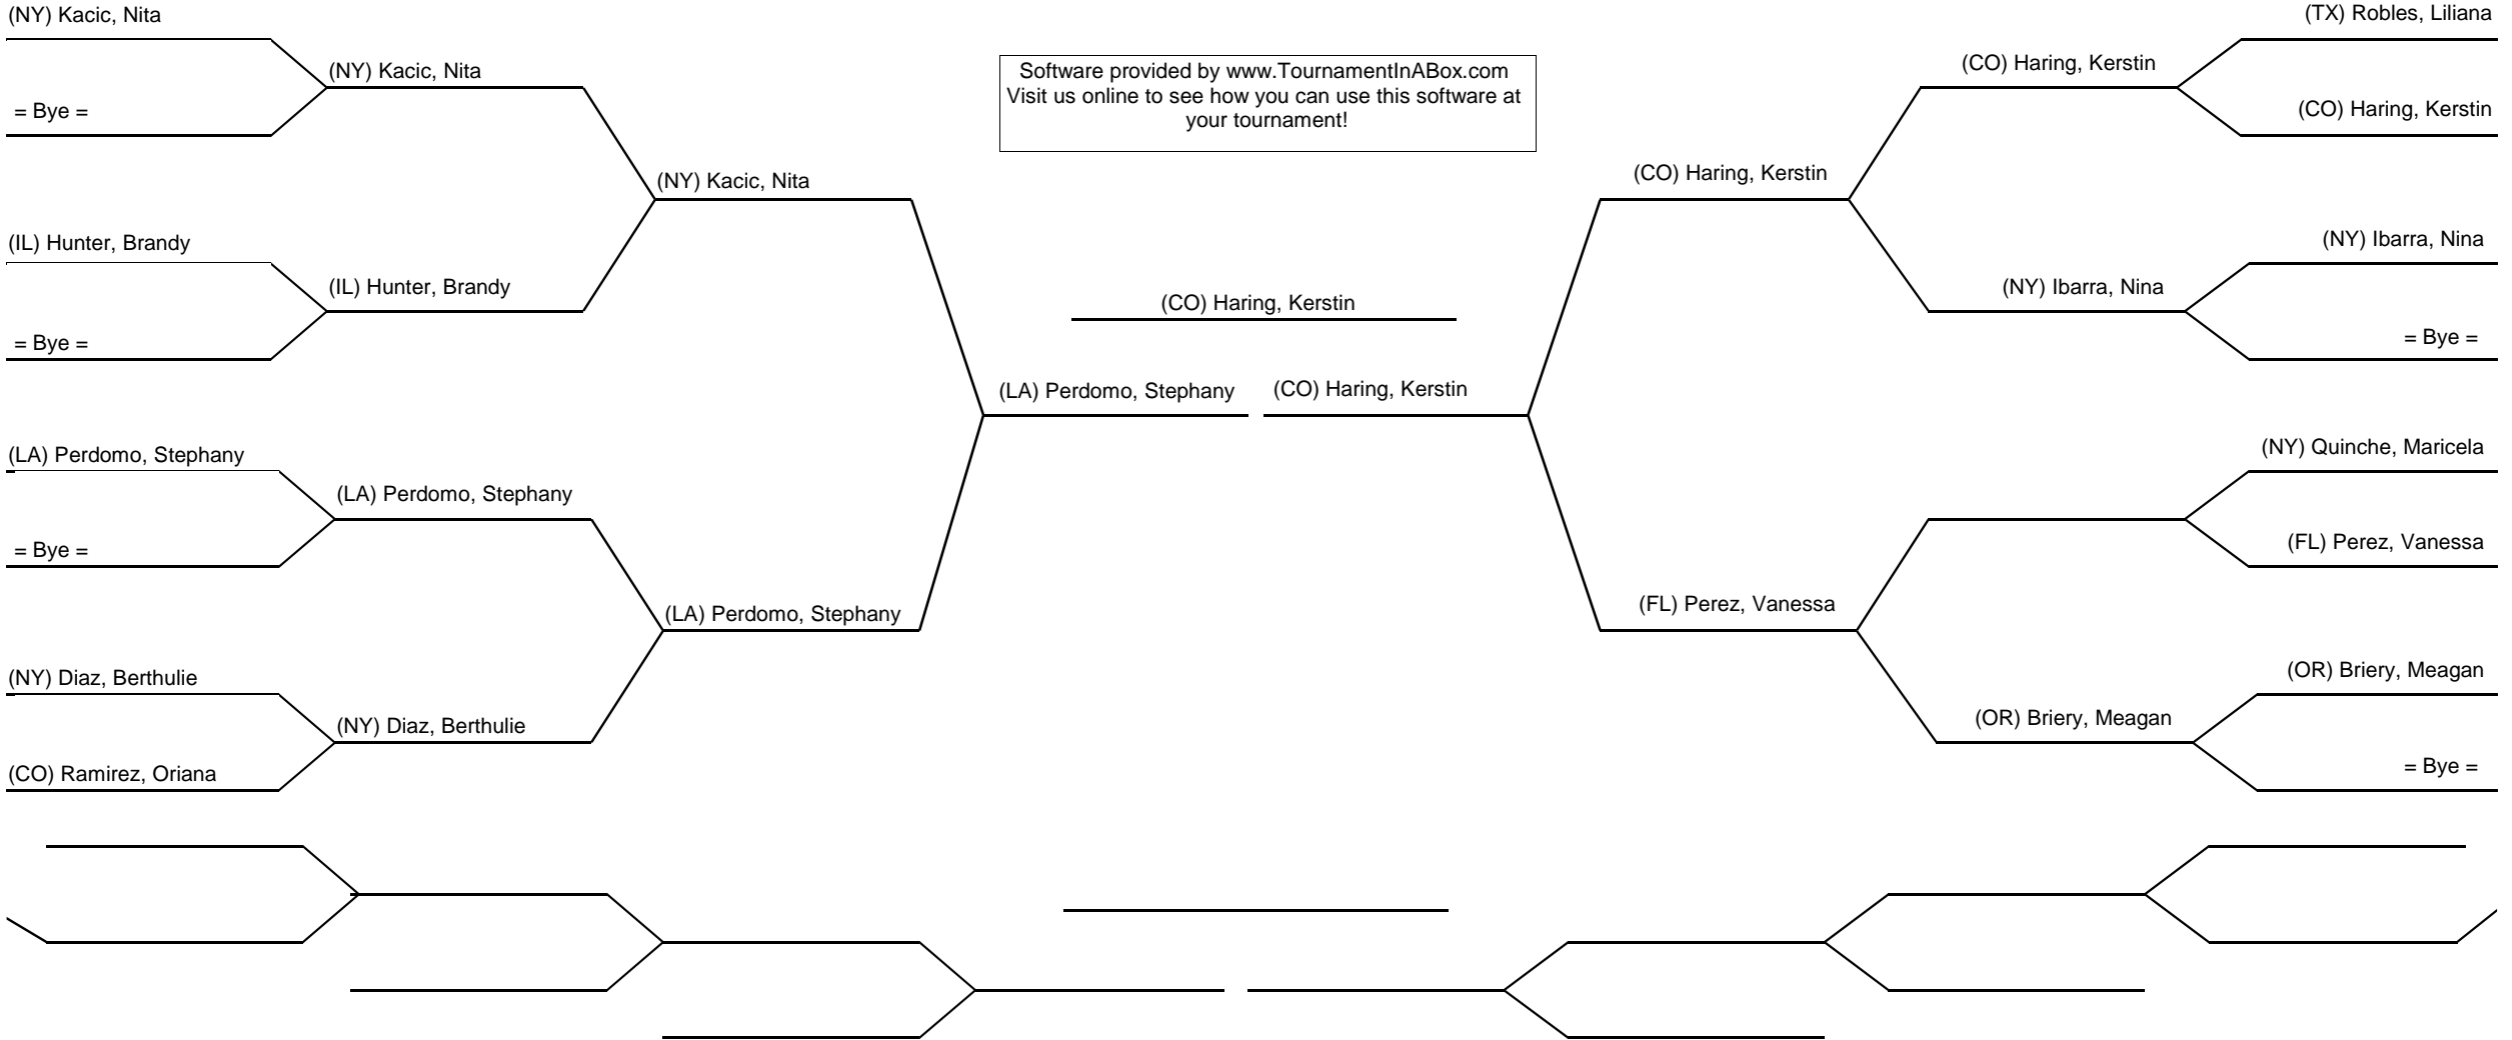 (NY) Kacic, Nita
(NY) Kacic, Nita
= Bye =
(NY) Kacic, Nita
(IL) Hunter, Brandy
(IL) Hunter, Brandy
= Bye =
(LA) Perdomo, Stephany
(LA) Perdomo, Stephany
(LA) Perdomo, Stephany
= Bye =
(LA) Perdomo, Stephany
(NY) Diaz, Berthulie
(NY) Diaz, Berthulie
(CO) Ramirez, Oriana
Software provided by www.TournamentInABox.com
Visit us online to see how you can use this software at
your tournament!
(CO) Haring, Kerstin
(CO) Haring, Kerstin
(TX) Robles, Liliana
(CO) Haring, Kerstin
(CO) Haring, Kerstin
(CO) Haring, Kerstin
(NY) Ibarra, Nina
(NY) Ibarra, Nina
= Bye =
(NY) Quinche, Maricela
(FL) Perez, Vanessa
(FL) Perez, Vanessa
(OR) Briery, Meagan
(OR) Briery, Meagan
= Bye =